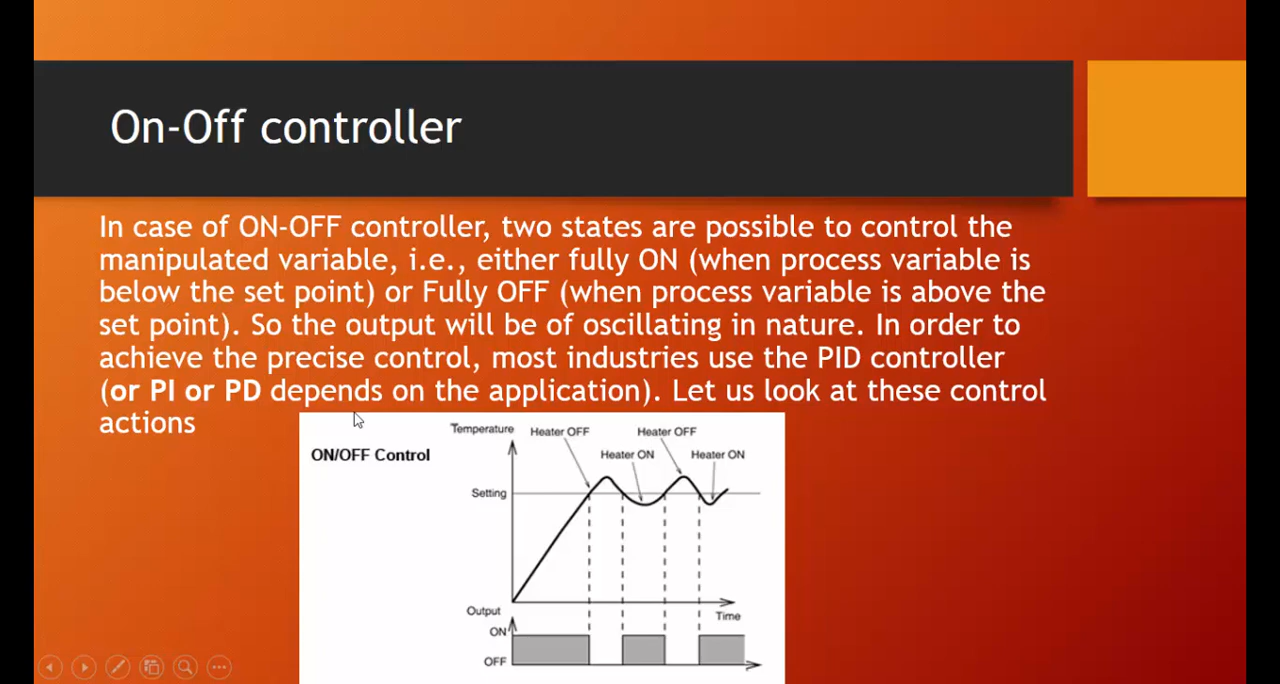 On-Off controller
In case of ON-OFF controller, two states are possible to control the
manipulated variable, i.e., either fully ON (when process variable is
below the set point) or Fully OFF (when process variable is above the
set point). So the output will be of oscillating in nature. In order to
achieve the precise control, most industries use the PID controller
(or PI or PD depends on the application). Let us look at these control
actions
ON/OFF Control
Temperature
Heater OFF
Heater OFF
Heater ON
Heater ON
Setting
Output
Time
ON
OFF